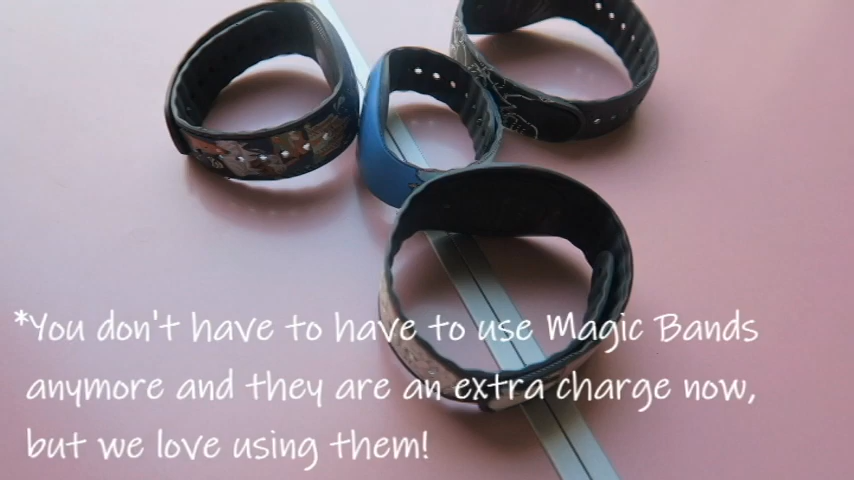 *You don't have to have to use Magic Bands
anymore and they are an extra charge now,
but we love using them!